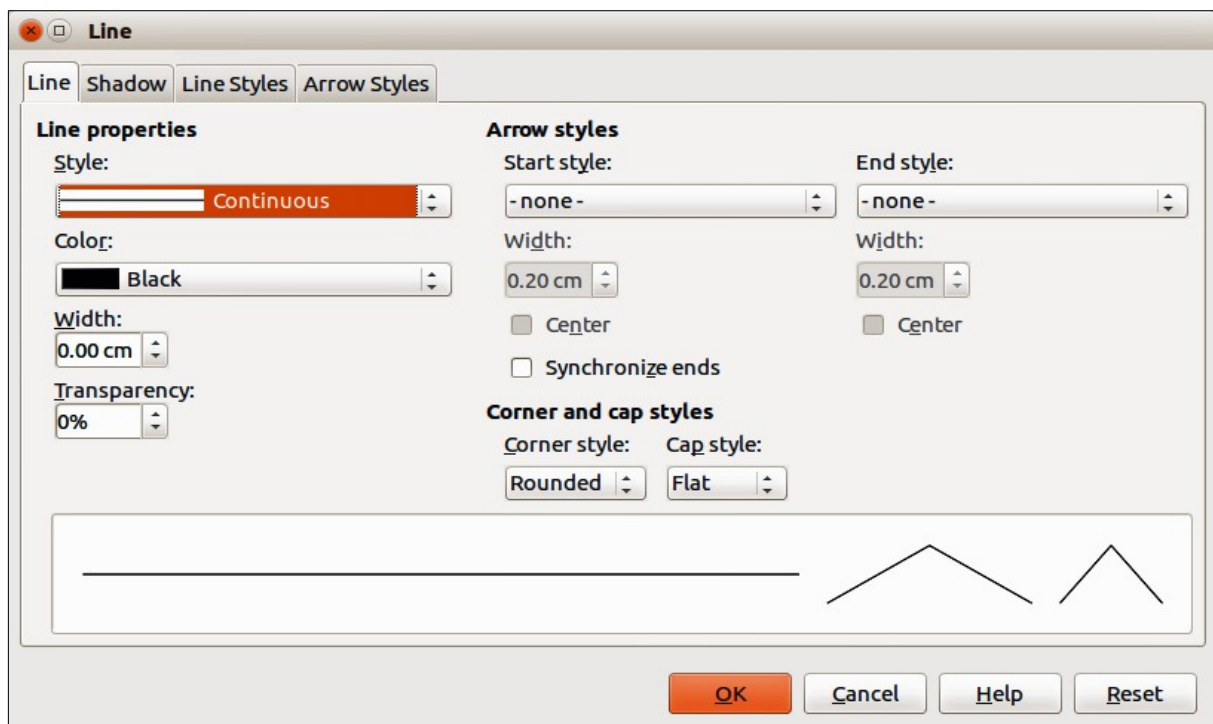 Line
Line Shadow Line Styles Arrow Styles
Line properties
Style:
Continuous
Color:
Black
Width:
0.00 cm
Transparency:
0%
Arrow styles
Start style:
- none -
Width:
0.20 cm
Center
Synchronize ends
End style:
- none -
Width:
0.20 cm
Center
Corner and cap styles
Corner style: Cap style:
Rounded Flat
OK Cancel Help Reset